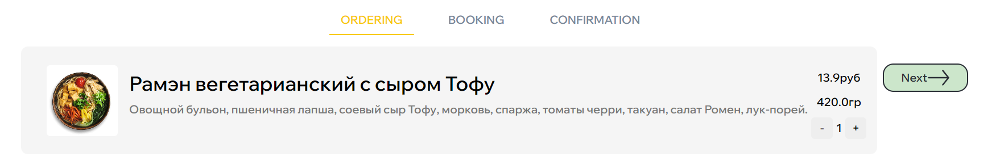 ORDERING BOOKING CONFIRMATION
Рамэн вегетарианский с сыром Тофу
Овощной бульон, пшеничная лапша, соевый сыр Тофу, морковь, спаржа, томаты черри, такуан, салат Ромен, лук-порей.
13.9руб
420.0гр
- 1 +
Next